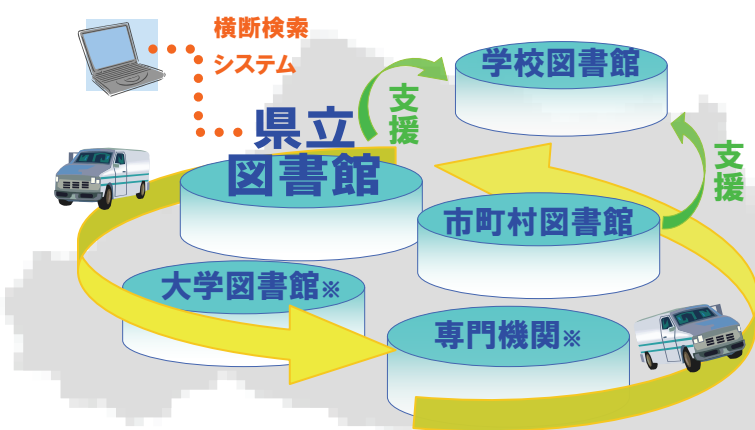 横断検索
システム
学校図書館
支援
県立
図書館
支援
市町村図書館
大学図書館※
専門機関※